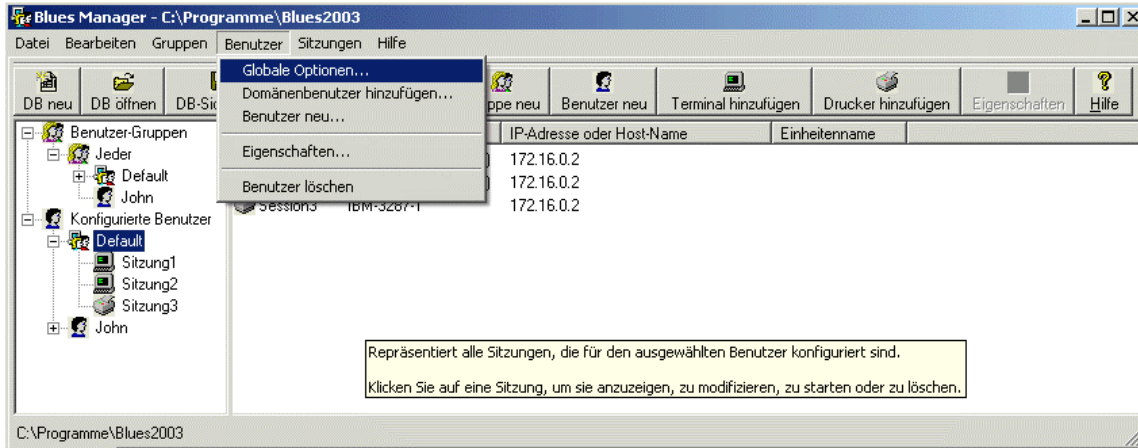 Blues Manager - C:\Programme\Blues2003
Datei Bearbeiten Gruppen Benutzer Sitzungen Hilfe
Globale Optionen...
Domänenbenutzer hinzufügen...
Benutzer neu...
Eigenschaften...
Benutzer löschen
DB neu DB öffnen DB-Sic ppe neu Benutzer neu Terminal hinzufügen Drucker hinzufügen Eigenschaften Hilfe
Benutzer-Gruppen
Jeder
Default
John
Konfigurierte Benutzer
Default
Sitzung1
Sitzung2
Sitzung3
John
IP-Adresse oder Host-Name Einheitenname
172.16.0.2
172.16.0.2
Session3 IBM-3287-1 172.16.0.2
Repräsentiert alle Sitzungen, die für den ausgewählten Benutzer konfiguriert sind.
Klicken Sie auf eine Sitzung, um sie anzuzeigen, zu modifizieren, zu starten oder zu löschen.
C:\Programme\Blues2003